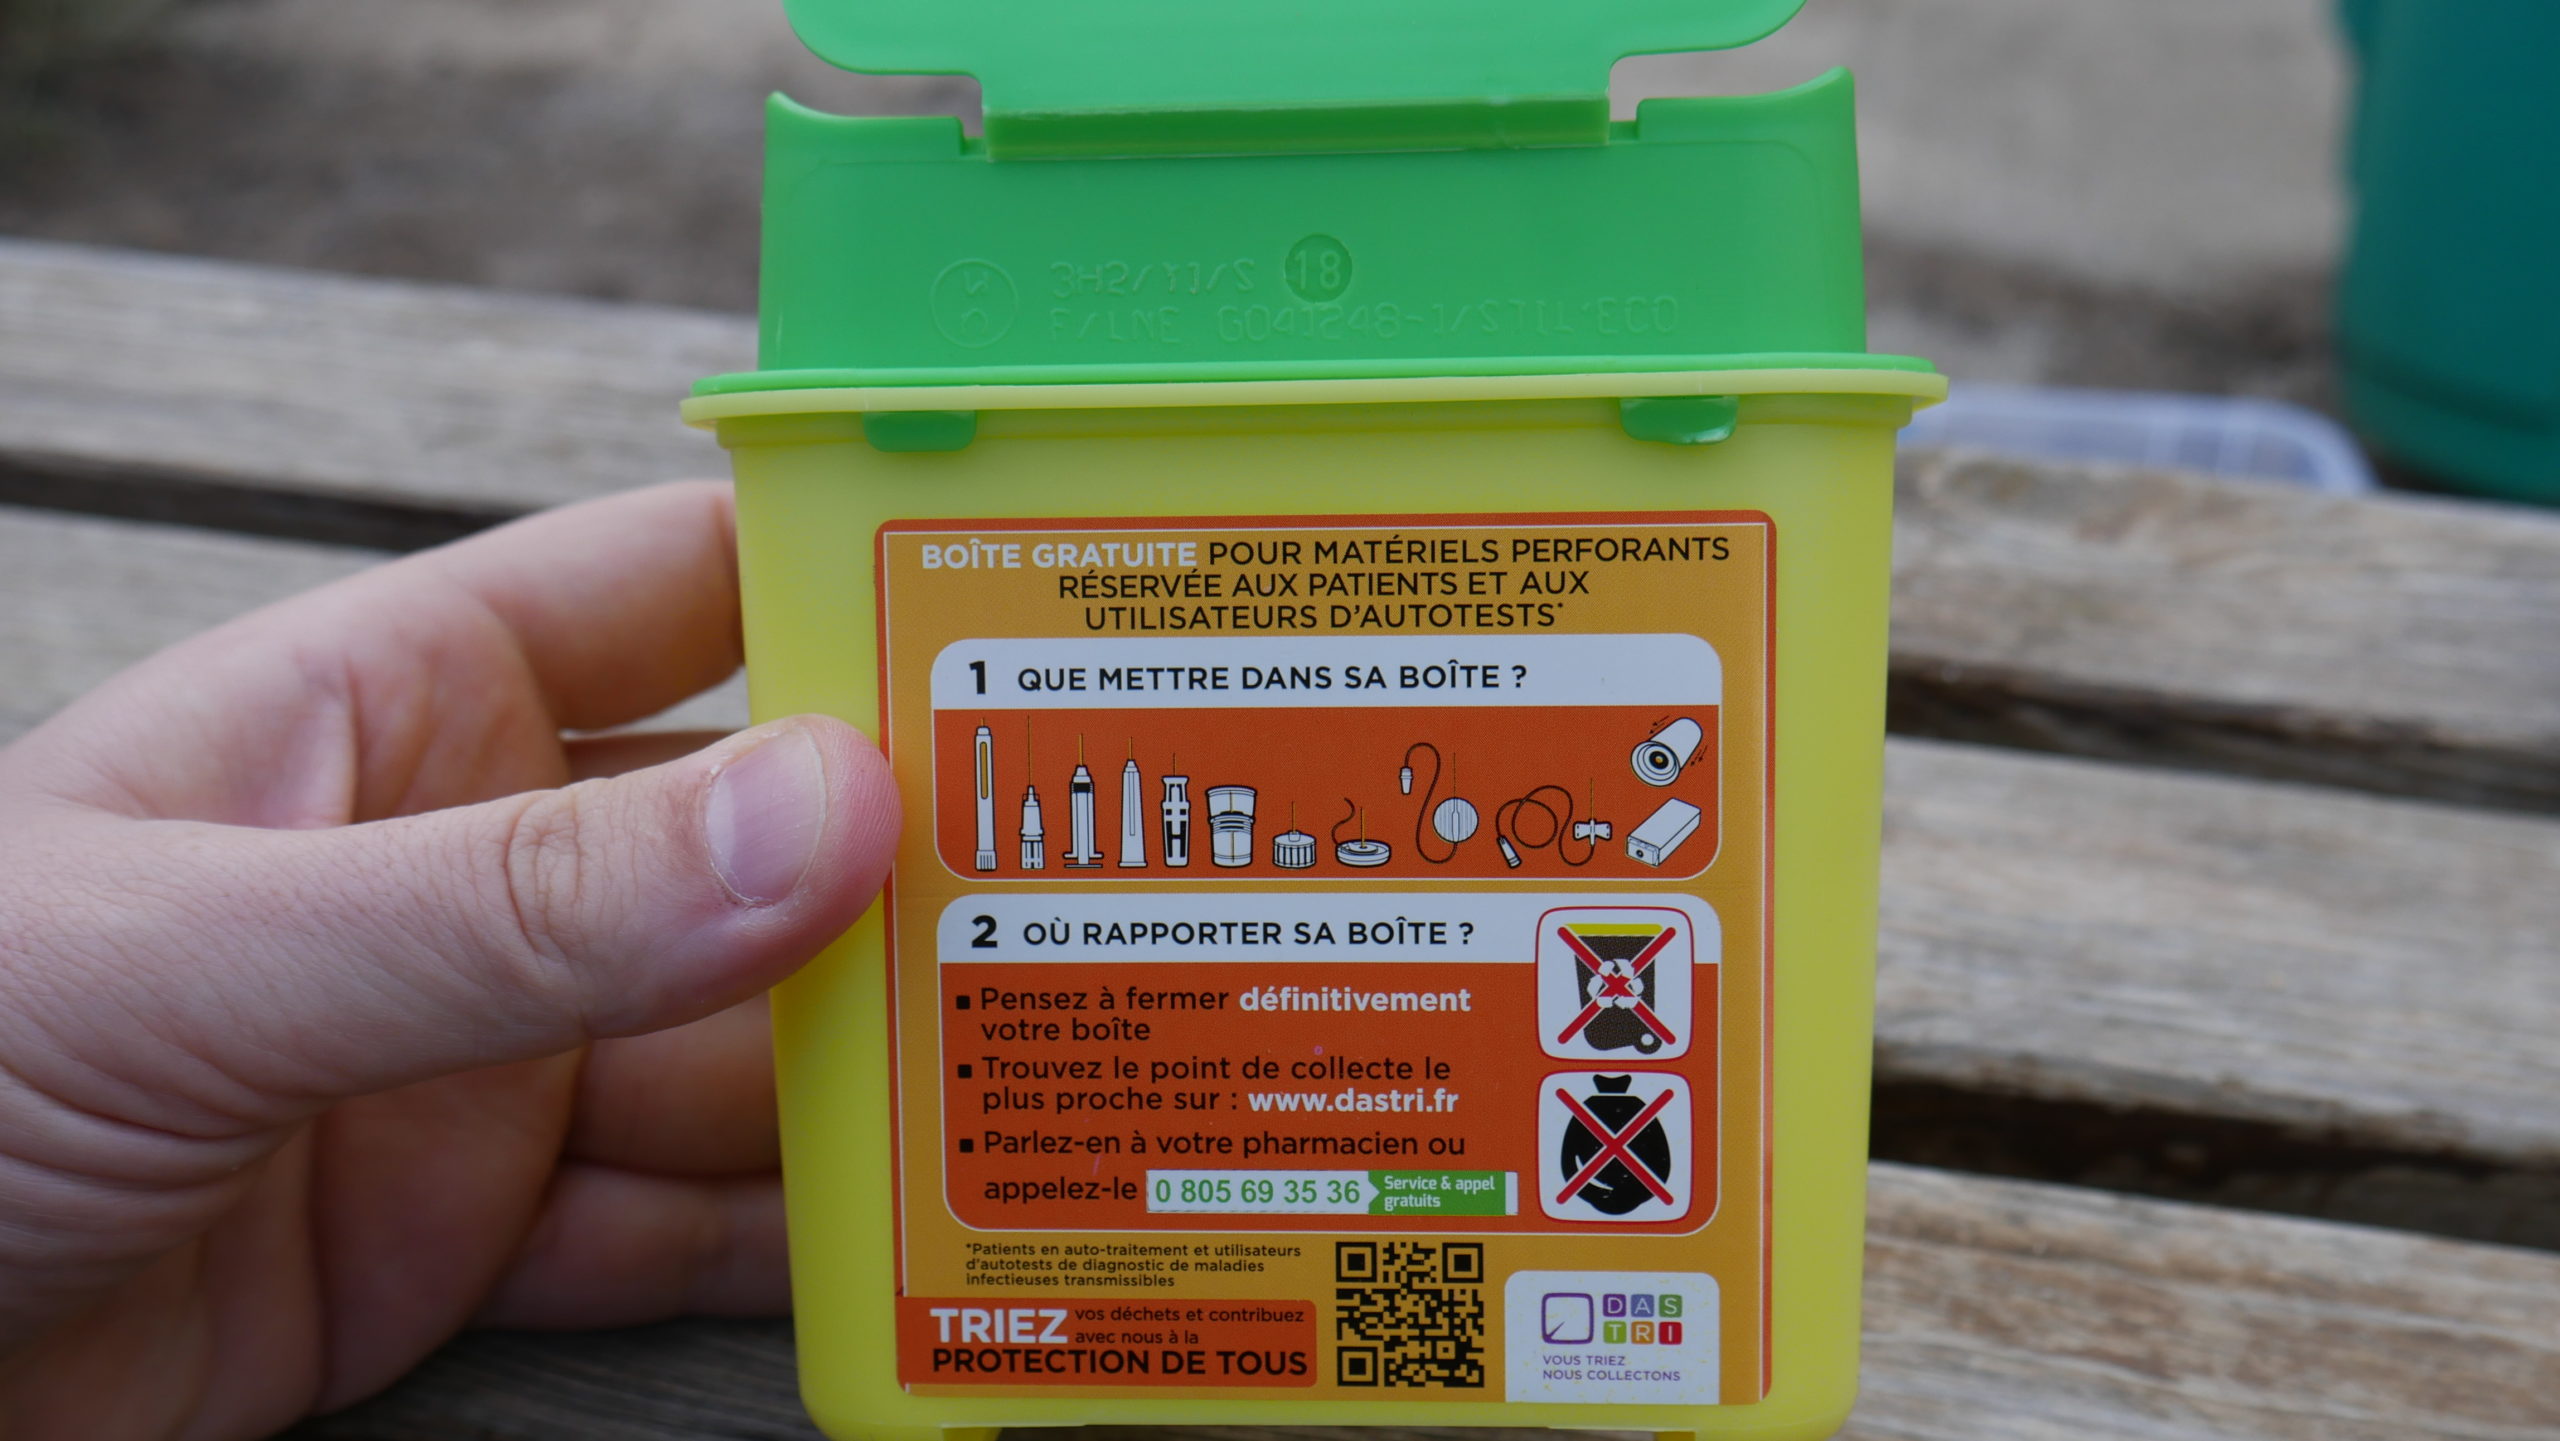 3H2/Y1/S 18
F/LNE G041248-1/STIL'ECO
BOÎTE GRATUITE POUR MATÉRIELS PERFORANTS
RÉSERVÉE AUX PATIENTS ET AUX
UTILISATEURS D'AUTOTESTS*
1 QUE METTRE DANS SA BOÎTE ?
2 OÙ RAPPORTER SA BOÎTE ?
▪ Pensez à fermer définitivement
votre boîte
▪ Trouvez le point de collecte le
plus proche sur : www.dastri.fr
▪ Parlez-en à votre pharmacien ou
appelez-le 0 805 69 35 36 Service & appel
gratuits
*Patients en auto-traitement et utilisateurs
d'autotests de diagnostic de maladies
infectieuses transmissibles
TRIEZ vos déchets et contribuez
avec nous à la
PROTECTION DE TOUS
DAS
TRI
VOUS TRIEZ
NOUS COLLECTONS